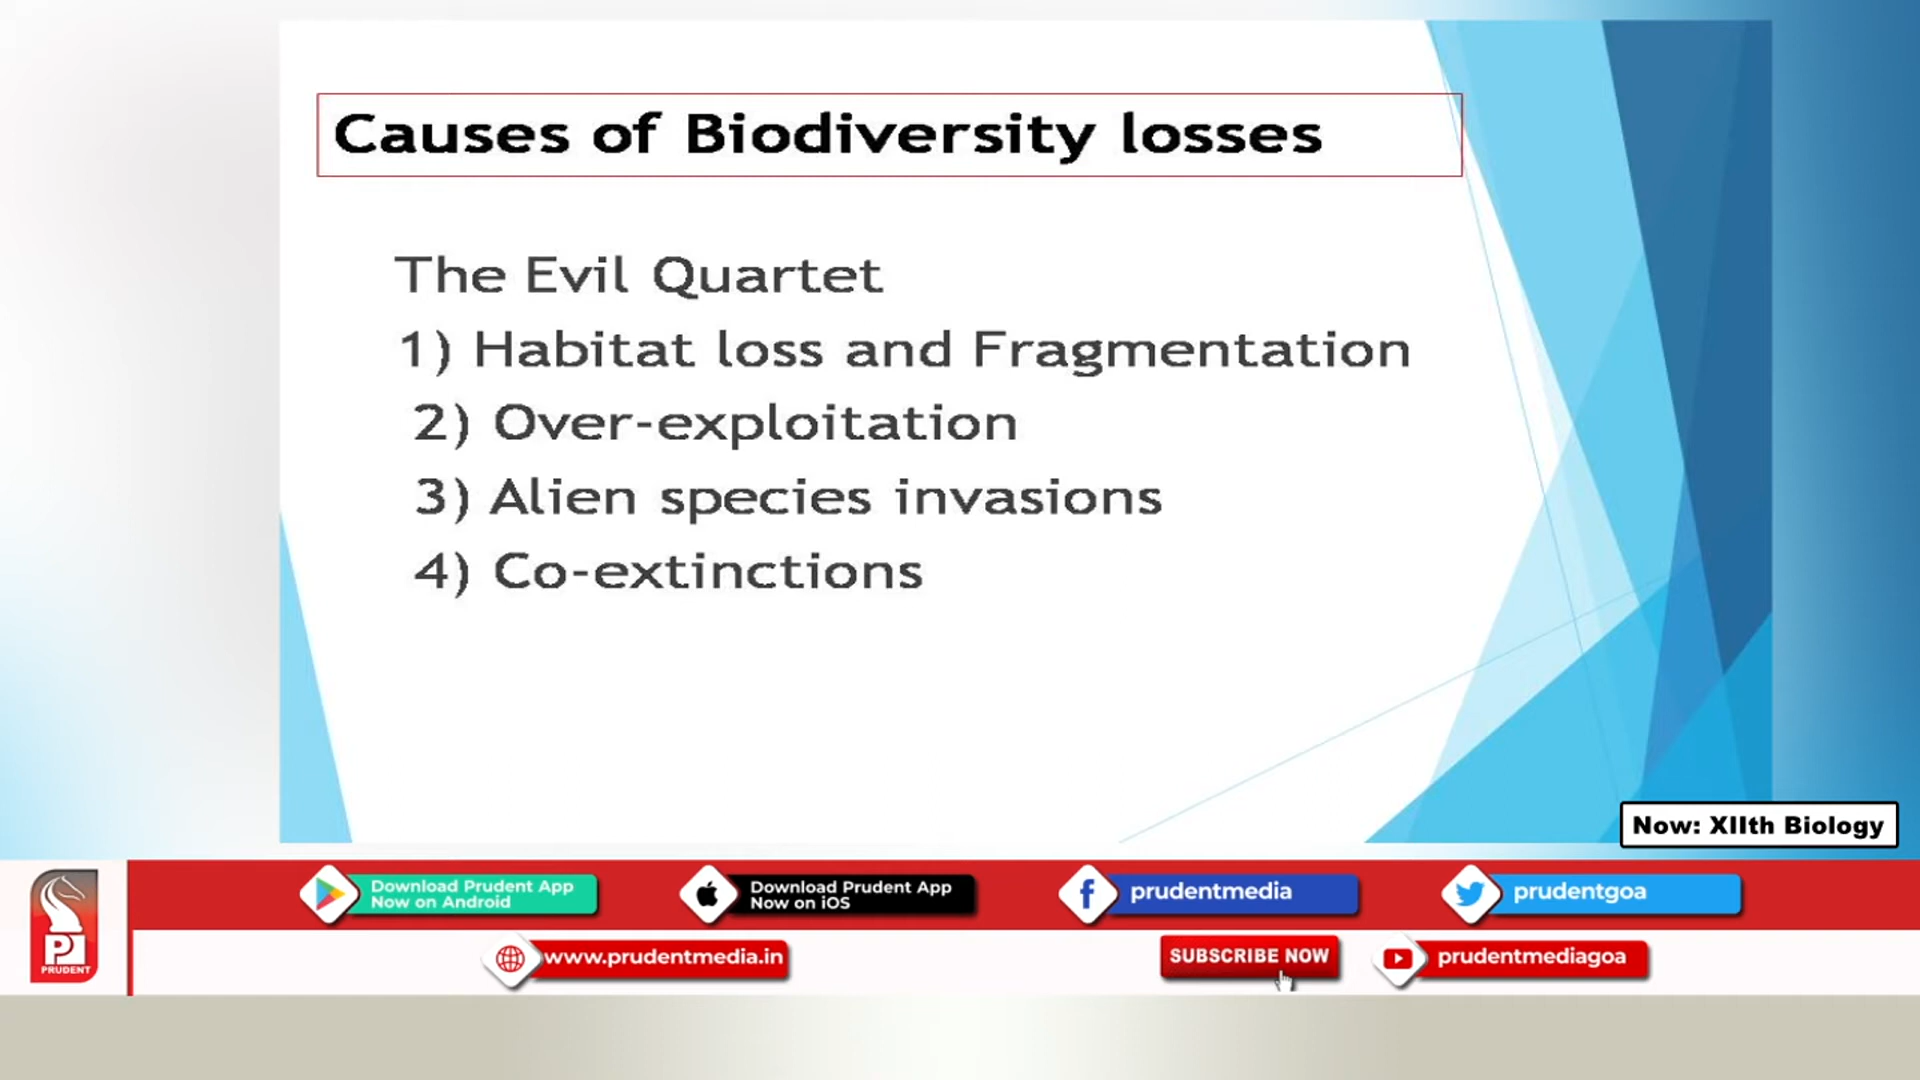 Causes of Biodiversity losses
The Evil Quartet
1) Habitat loss and Fragmentation
2) Over-exploitation
3) Alien species invasions
4) Co-extinctions
Now: XIIth Biology
Download Prudent App
Now on Android
Download Prudent App
Now on iOS
prudentmedia
prudentgoa
PRUDENT
www.prudentmedia.in
SUBSCRIBE NOW
prudentmediagoa